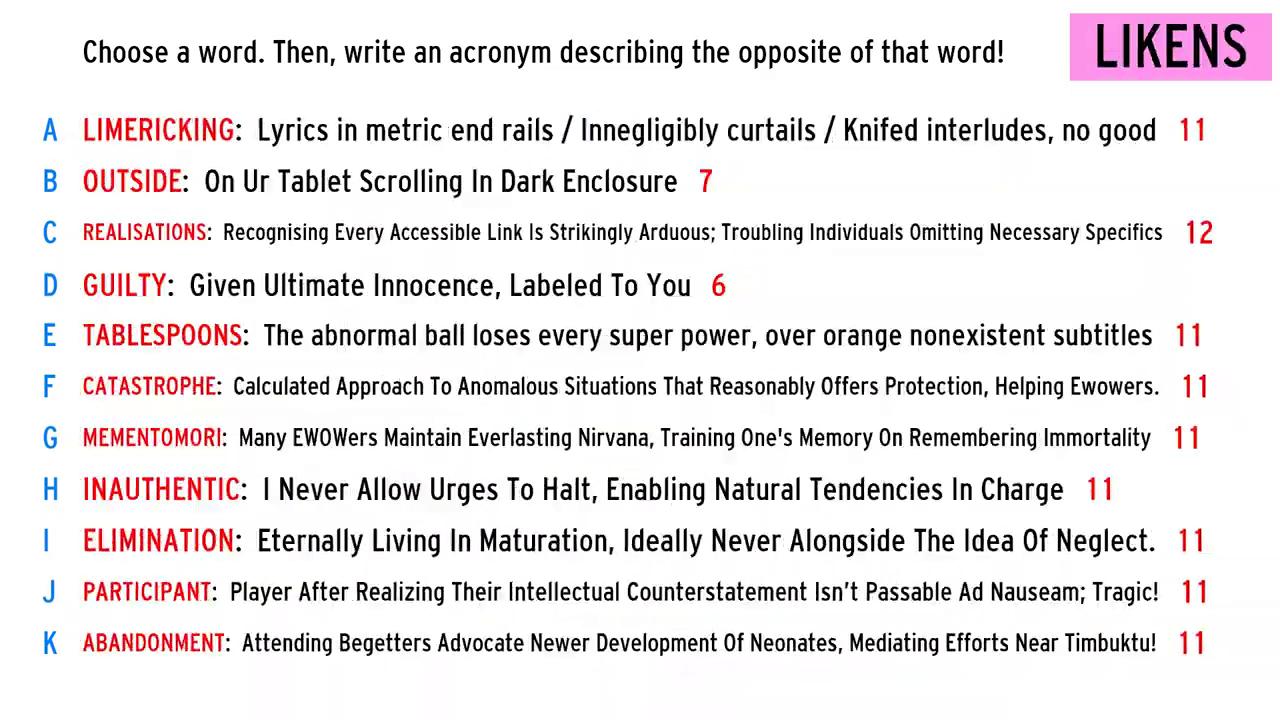 Choose a word. Then, write an acronym describing the opposite of that word!
LIKENS
A LIMERICKING: Lyrics in metric end rails / Innegligibly curtails / Knifed interludes, no good 11
B OUTSIDE: On Ur Tablet Scrolling In Dark Enclosure 7
C REALISATIONS: Recognising Every Accessible Link Is Strikingly Arduous; Troubling Individuals Omitting Necessary Specifics 12
D GUILTY: Given Ultimate Innocence, Labeled To You 6
E TABLESPOONS: The abnormal ball loses every super power, over orange nonexistent subtitles 11
F CATASTROPHE: Calculated Approach To Anomalous Situations That Reasonably Offers Protection, Helping Ewowers. 11
G MEMENTOMORI: Many EWOWers Maintain Everlasting Nirvana, Training One's Memory On Remembering Immortality 11
H INAUTHENTIC: I Never Allow Urges To Halt, Enabling Natural Tendencies In Charge 11
I ELIMINATION: Eternally Living In Maturation, Ideally Never Alongside The Idea Of Neglect. 11
J PARTICIPANT: Player After Realizing Their Intellectual Counterstatement Isn’t Passable Ad Nauseam; Tragic! 11
K ABANDONMENT: Attending Begetters Advocate Newer Development Of Neonates, Mediating Efforts Near Timbuktu! 11